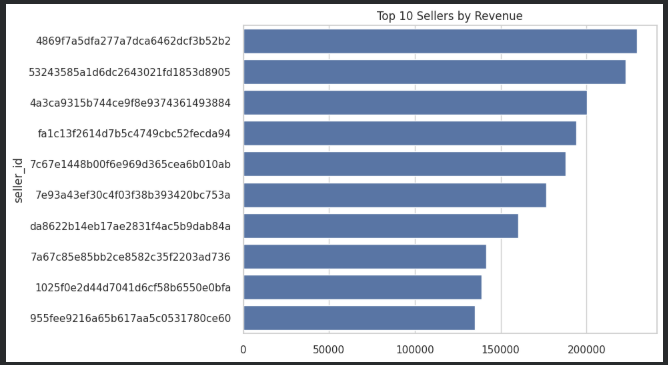 Top 10 Sellers by Revenue
seller_id
4869f7a5dfa277a7dca6462dcf3b52b2
53243585a1d6dc2643021fd1853d8905
4a3ca9315b744ce9f8e9374361493884
fa1c13f2614d7b5c4749cbc52fecda94
7c67e1448b00f6e969d365cea6b010ab
7e93a43ef30c4f03f38b393420bc753a
da8622b14eb17ae2831f4ac5b9dab84a
7a67c85e85bb2ce8582c35f2203ad736
1025f0e2d44d7041d6cf58b6550e0bfa
955fee9216a65b617aa5c0531780ce60
0 50000 100000 150000 200000